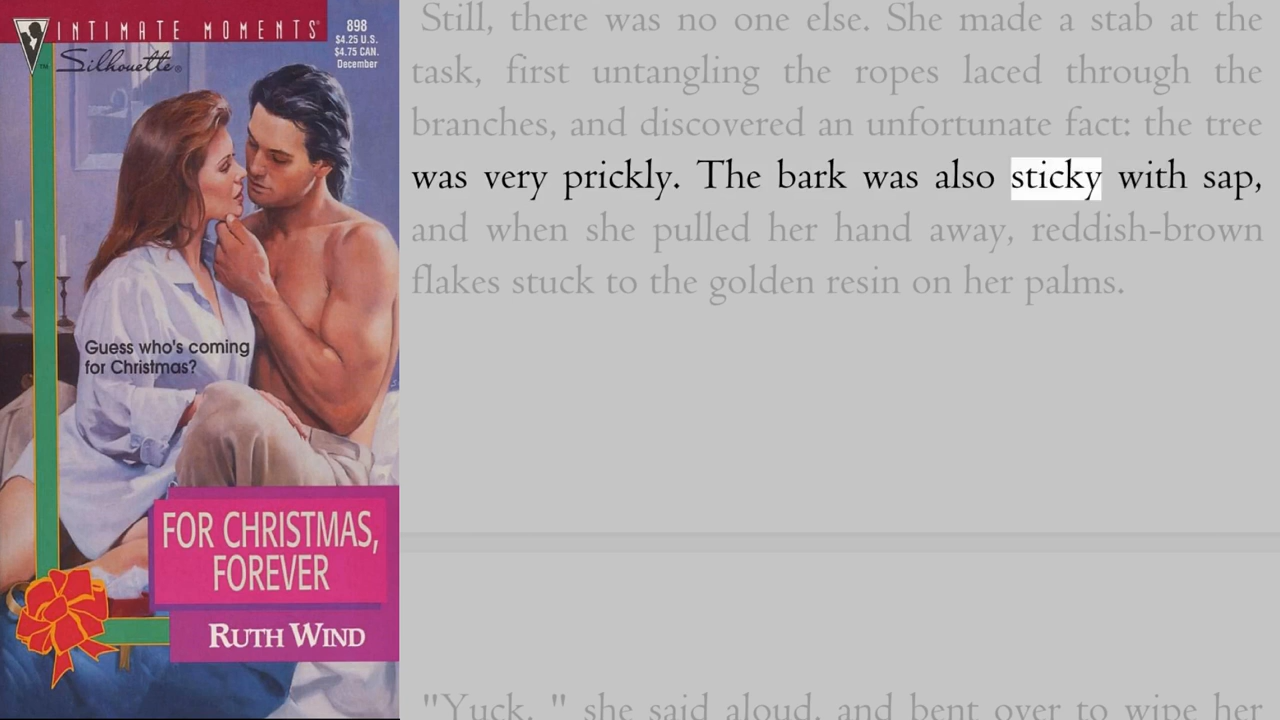 INTIMATE MOMENTS®
Silhouette®
TM
898
$4.25 U.S.
$4.75 CAN.
December
Guess who's coming
for Christmas?
FOR CHRISTMAS,
FOREVER
RUTH WIND
Still, there was no one else. She made a stab at the
task, first untangling the ropes laced through the
branches, and discovered an unfortunate fact: the tree
was very prickly. The bark was also sticky with sap,
and when she pulled her hand away, reddish-brown
flakes stuck to the golden resin on her palms.
"Yuck, " she said aloud, and bent over to wipe her